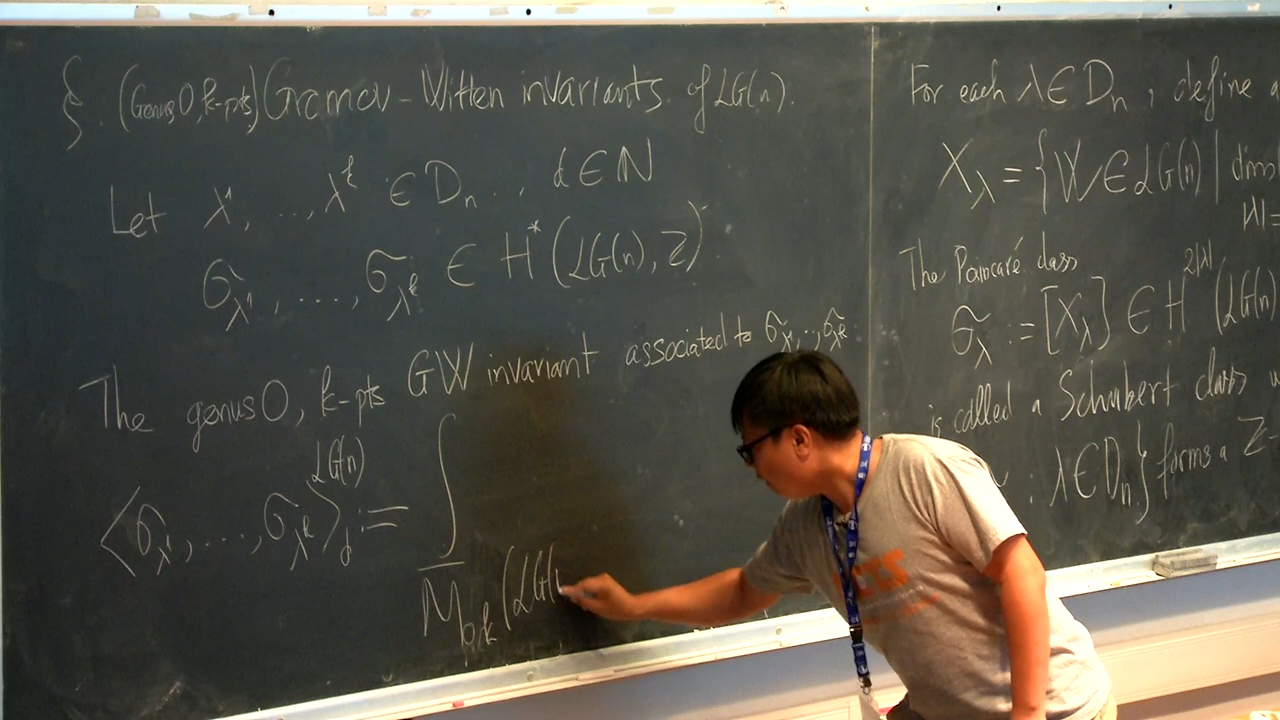 §. (Genus 0, k-pts) Gromov-Witten invariants of LG(n).
Let λ¹, ..., λᵏ ∈ Dₙ, d ∈ ℕ
σ_λ¹, ...., σ_λᵏ ∈ H*(LG(n), ℤ).
The genus 0, k-pts GW invariant associated to σ_λ¹, .., σ_λᵏ
⟨σ_λ¹, ..., σ_λᵏ⟩_d^LG(n) := ∫_M̄₀,ₖ(LG(
For each λ ∈ Dₙ, define a
X_λ = {W ∈ LG(n) | dim(
|λ| =
The Poincaré class
σ_λ := [X_λ] ∈ H^2|λ| (LG(n)
is called a Schubert class
λ ∈ Dₙ} forms a ℤ-